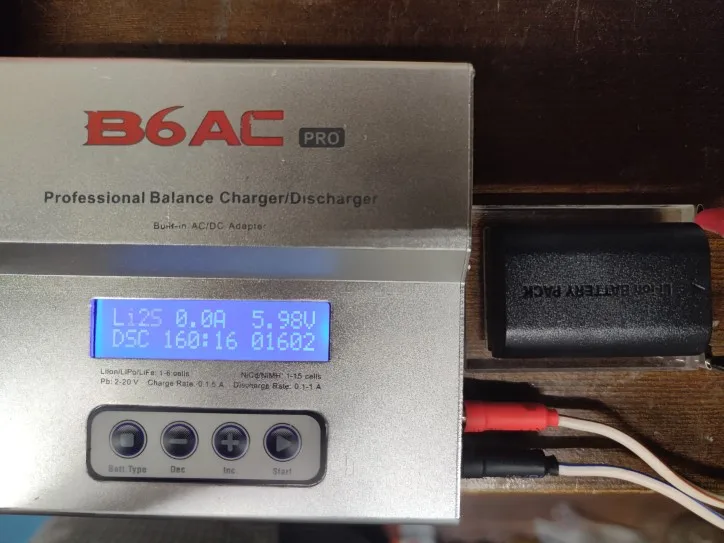 B6AC PRO
Professional Balance Charger/Discharger
Built-in AC/DC Adapter
Li2S 0.0A 5.98V
DSC 160:16 01602
LiIon/LiPo/LiFe: 1-6 cells NiCd/NiMH: 1-15 cells
Pb: 2-20 V Charge Rate: 0.1-5 A Discharge Rate: 0.1-1 A
Batt Type Dec Inc Start
Li-ion BATTERY PACK